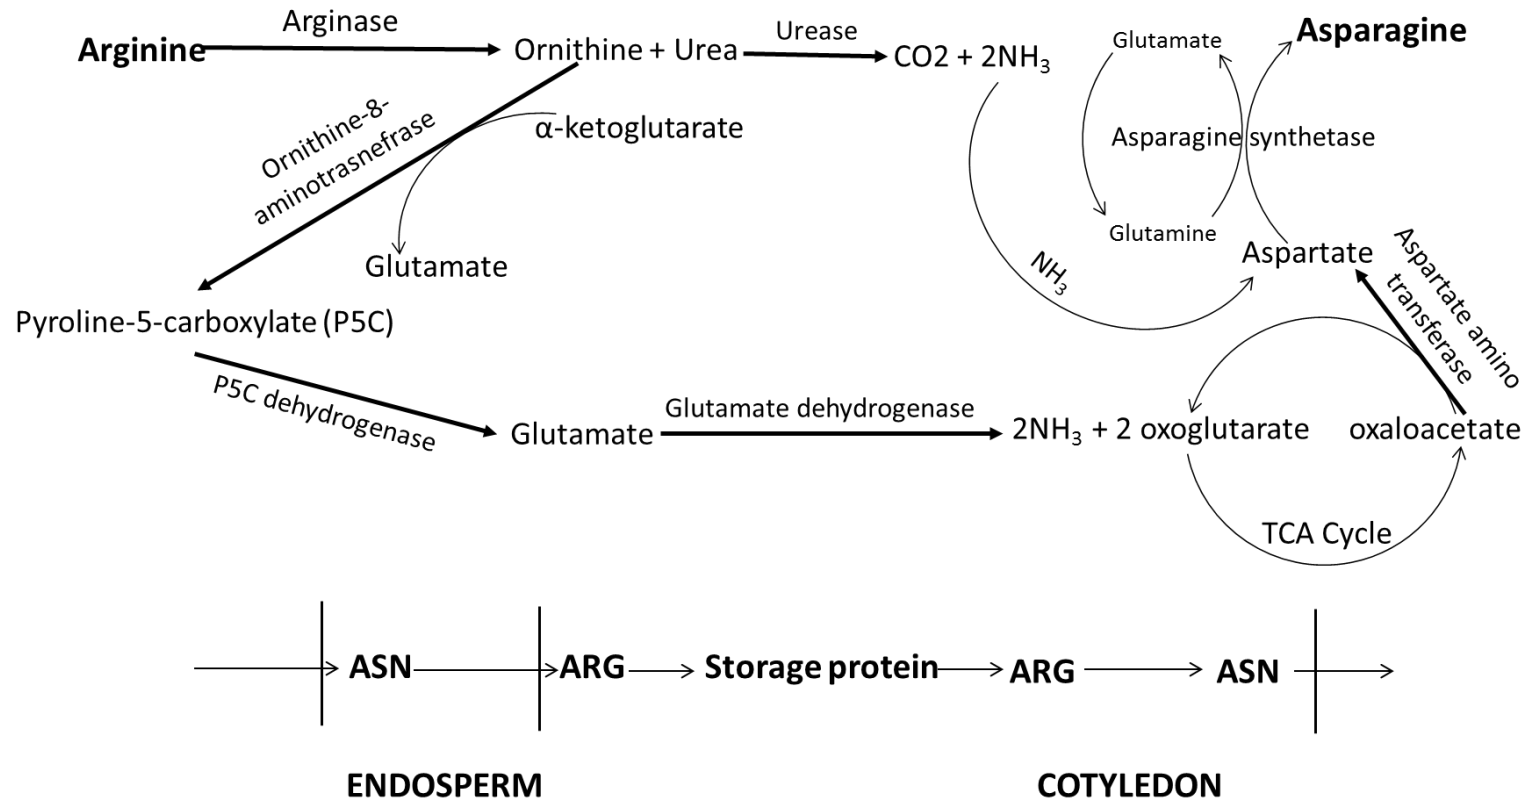 Arginine
Arginase
Ornithine + Urea
Urease
CO2 + 2NH₃
Glutamate
Asparagine
Ornithine-8-
aminotrasnefrase
α-ketoglutarate
Asparagine synthetase
Glutamate
Glutamine
Aspartate
NH₃
Aspartate amino
transferase
Pyroline-5-carboxylate (P5C)
P5C dehydrogenase
Glutamate
Glutamate dehydrogenase
2NH₃ + 2 oxoglutarate
oxaloacetate
TCA Cycle
ASN
ARG
Storage protein
ARG
ASN
ENDOSPERM
COTYLEDON